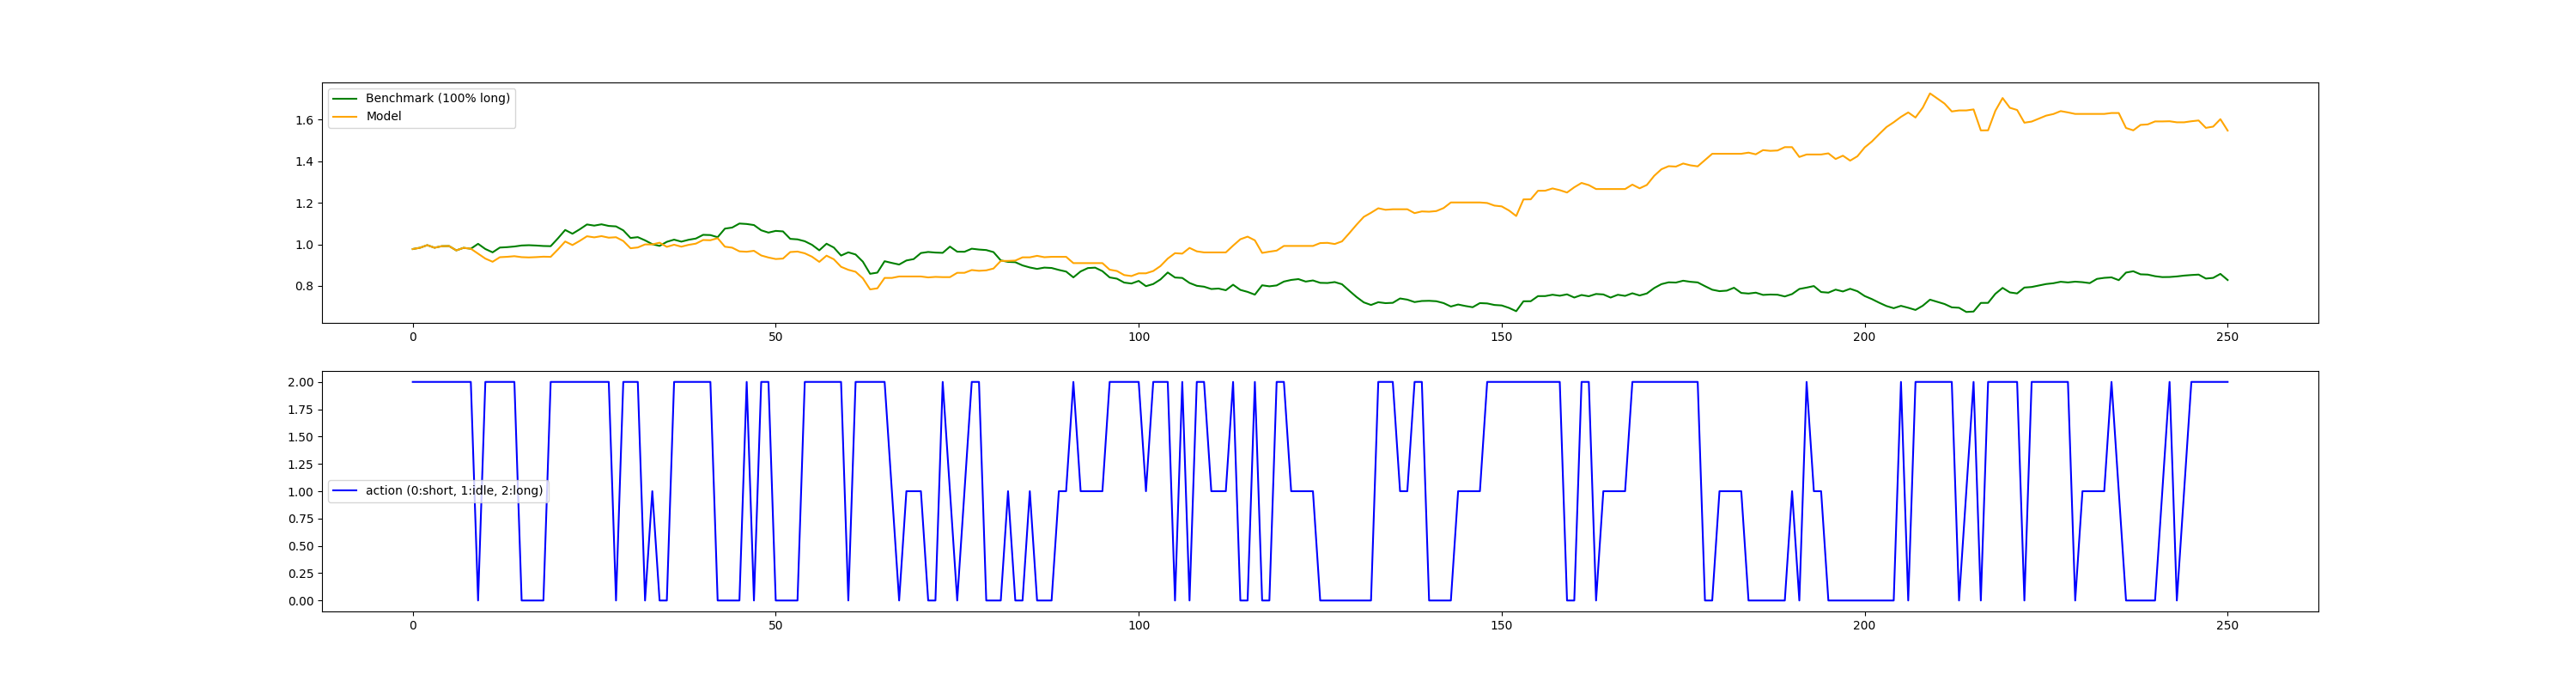 Benchmark (100% long)
Model
1.6
1.4
1.2
1.0
0.8
0 50 100 150 200 250
2.00
1.75
1.50
1.25
1.00
action (0:short, 1:idle, 2:long)
0.75
0.50
0.25
0.00
0 50 100 150 200 250